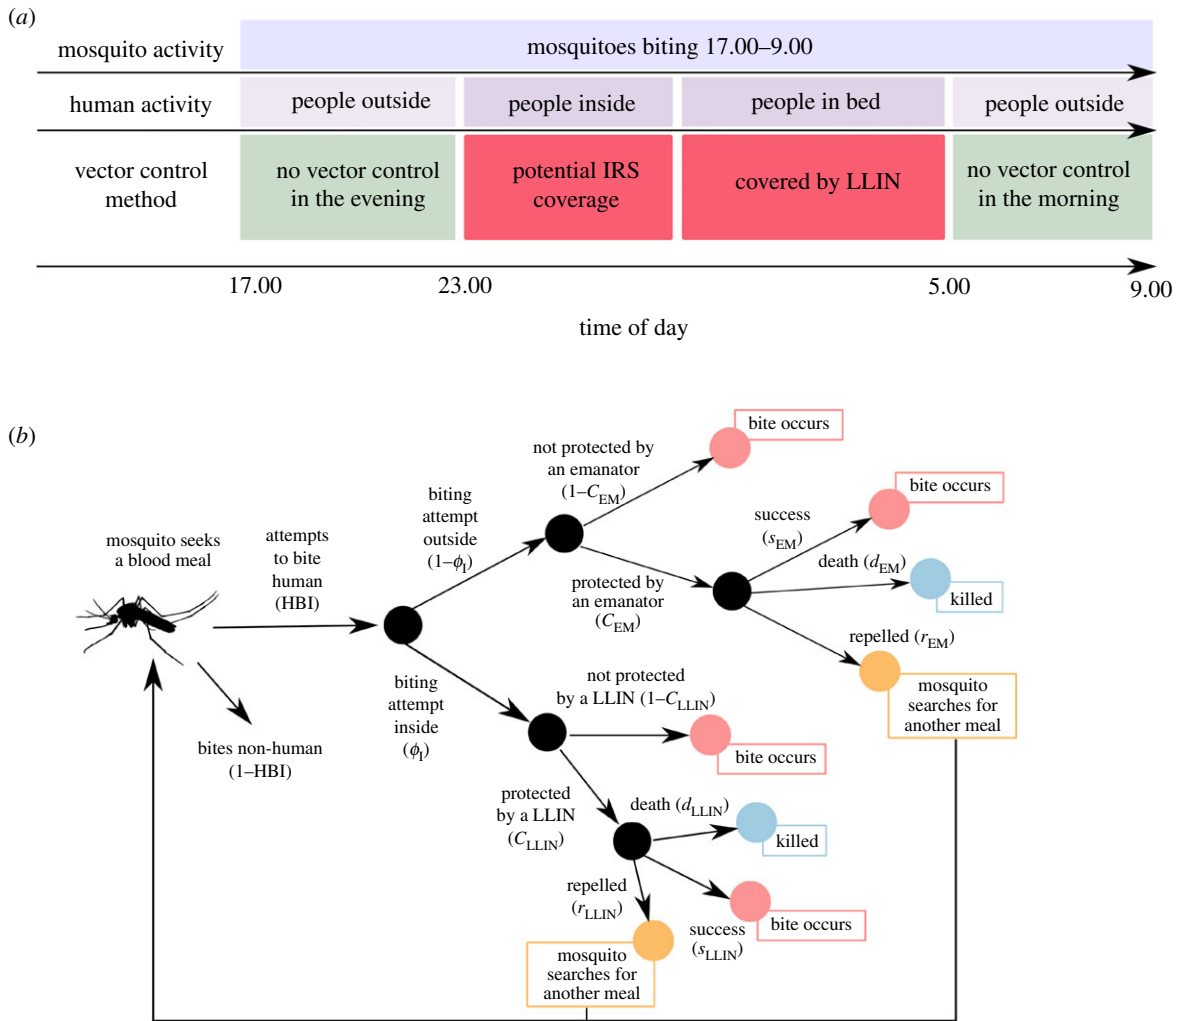 (a)
mosquito activity
mosquitoes biting 17.00–9.00
human activity
people outside
people inside
people in bed
people outside
vector control
method
no vector control
in the evening
potential IRS
coverage
covered by LLIN
no vector control
in the morning
17.00
23.00
5.00
9.00
time of day
(b)
mosquito seeks
a blood meal
attempts
to bite
human
(HBI)
bites non-human
(1–HBI)
biting
attempt
outside
(1–ϕI)
biting
attempt
inside
(ϕI)
not protected by
an emanator
(1–CEM)
bite occurs
protected by
an emanator
(CEM)
success
(sEM)
bite occurs
death (dEM)
killed
repelled (rEM)
mosquito
searches for
another meal
not protected
by a LLIN (1–CLLIN)
bite occurs
protected
by a LLIN
(CLLIN)
death (dLLIN)
killed
success
(sLLIN)
bite occurs
repelled
(rLLIN)
mosquito
searches for
another meal